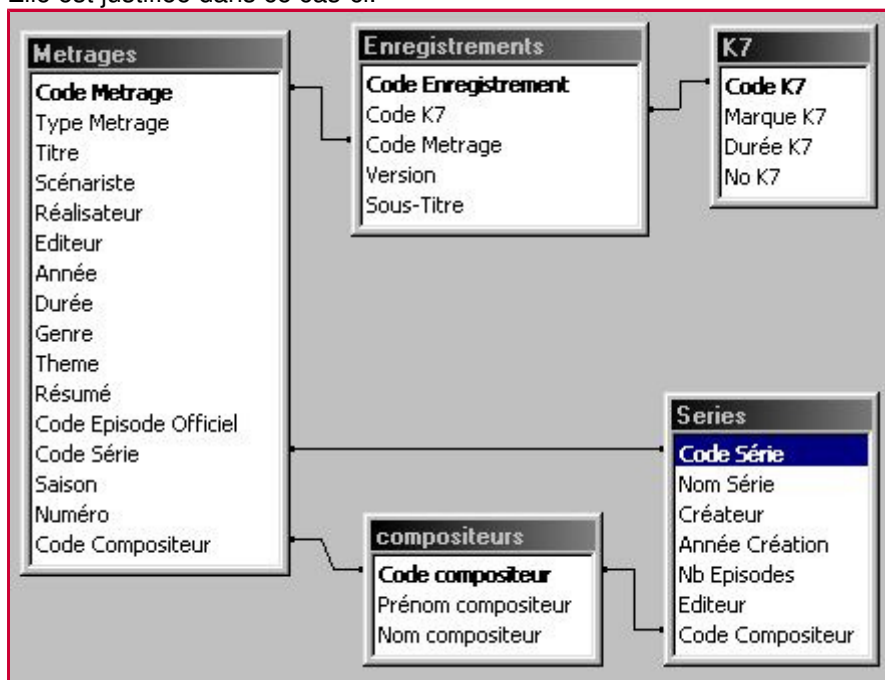 Elle est justifiée dans ce cas-ci.
Metrages
Code Metrage
Type Metrage
Titre
Scénariste
Réalisateur
Editeur
Année
Durée
Genre
Theme
Résumé
Code Episode Officiel
Code Série
Saison
Numéro
Code Compositeur
Enregistrements
Code Enregistrement
Code K7
Code Metrage
Version
Sous-Titre
K7
Code K7
Marque K7
Durée K7
No K7
compositeurs
Code compositeur
Prénom compositeur
Nom compositeur
Series
Code Série
Nom Série
Créateur
Année Création
Nb Episodes
Editeur
Code Compositeur